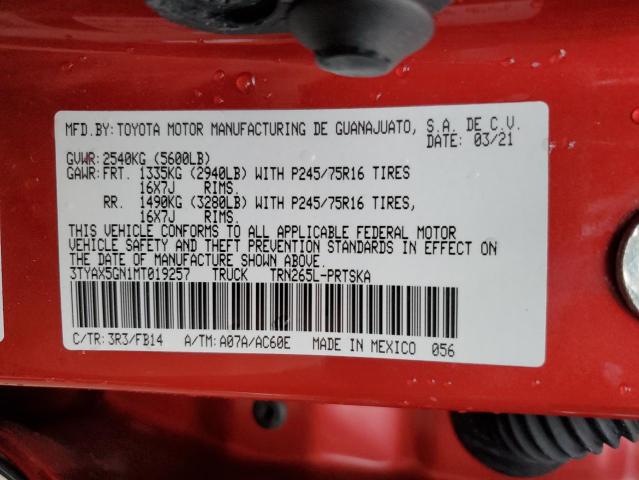 MFD.BY:TOYOTA MOTOR MANUFACTURING DE GUANAJUATO, S.A. DE C.V.
DATE: 03/21
GVWR:2540KG (5600LB)
GAWR:FRT. 1335KG (2940LB) WITH P245/75R16 TIRES
16X7J RIMS.
RR. 1490KG (3280LB) WITH P245/75R16 TIRES,
16X7J RIMS.
THIS VEHICLE CONFORMS TO ALL APPLICABLE FEDERAL MOTOR
VEHICLE SAFETY AND THEFT PREVENTION STANDARDS IN EFFECT ON
THE DATE OF MANUFACTURE SHOWN ABOVE.
3TYAX5GN1MT019257 TRUCK TRN265L-PRTSKA
C/TR:3R3/FB14 A/TM:A07A/AC60E MADE IN MEXICO 056